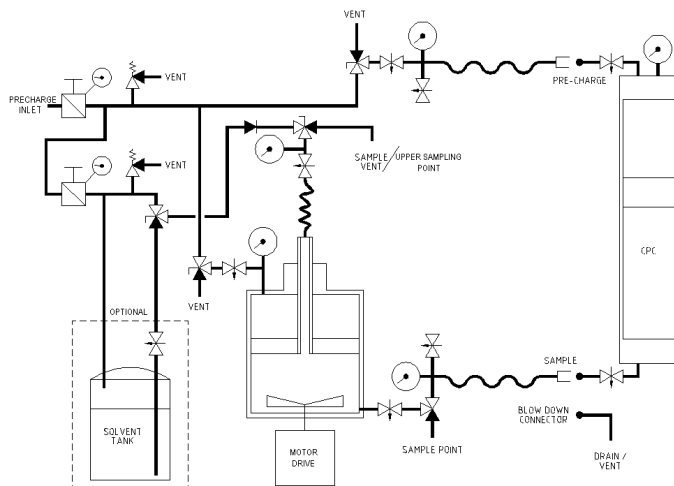 VENT
PRECHARGE
INLET
VENT
PRE-CHARGE
SAMPLE
VENT/UPPER SAMPLING
POINT
VENT
CPC
VENT
OPTIONAL
SAMPLE
SOLVENT
TANK
BLOW DOWN
CONNECTOR
MOTOR
DRIVE
SAMPLE POINT
DRAIN /
VENT